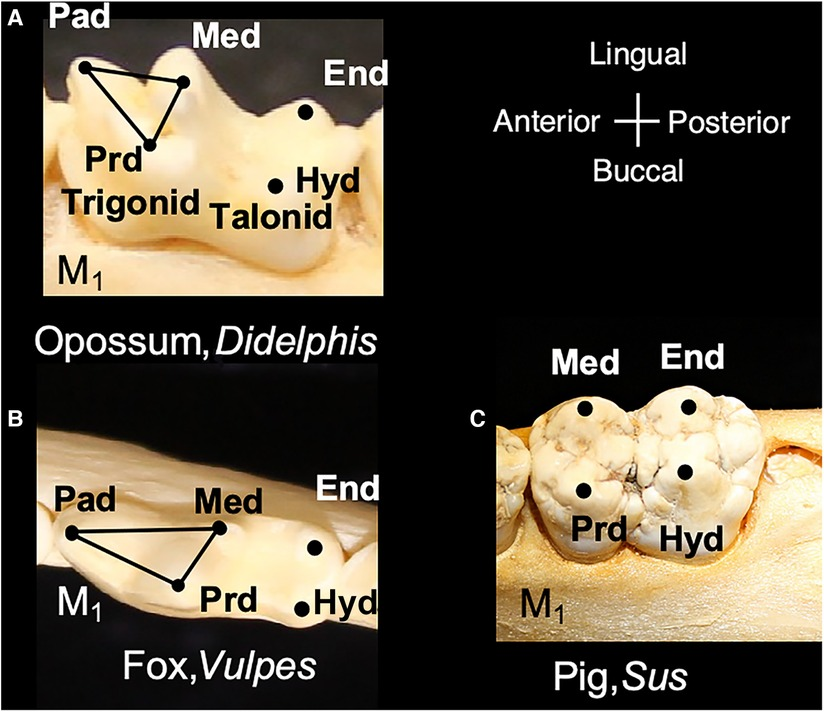 A
Pad
Med
End
Prd
Hyd
Trigonid
Talonid
M1
Opossum, Didelphis
Lingual
Anterior
Posterior
Buccal
B
Pad
Med
End
M1
Prd
Hyd
Fox, Vulpes
C
Med
End
Prd
Hyd
M1
Pig, Sus